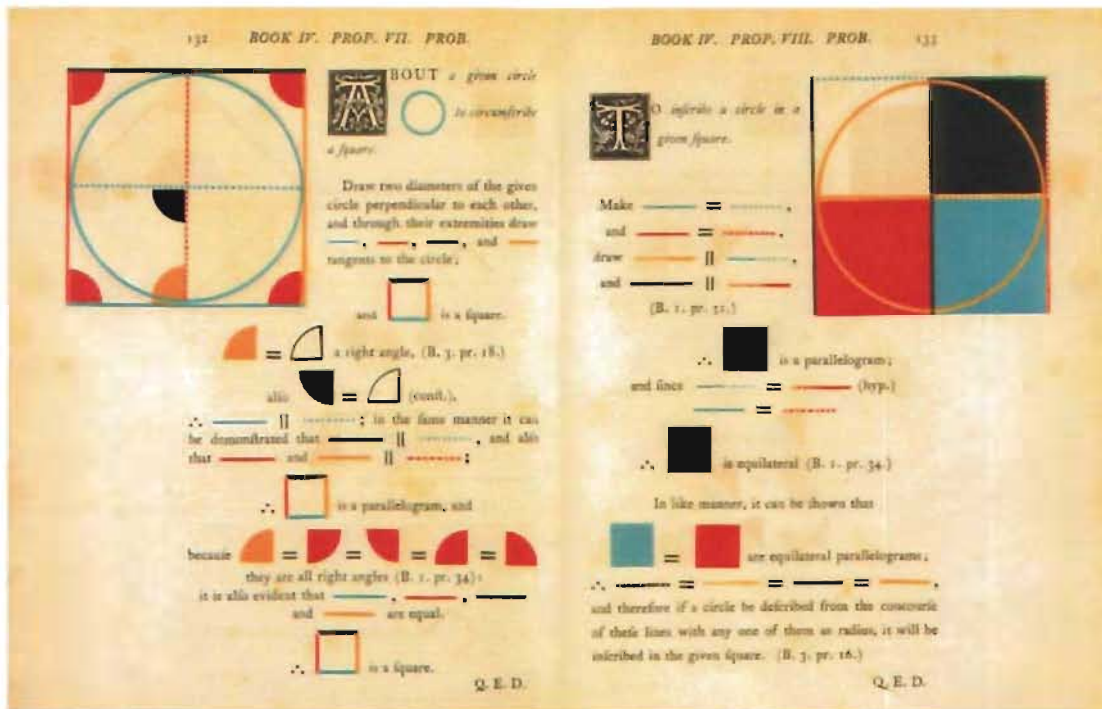 132 BOOK IV. PROP. VII. PROB.
ABOUT a given circle
to circumſcribe
a ſquare.
Draw two diameters of the given
circle perpendicular to each other,
and through their extremities draw
, , , and
tangents to the circle;
and is a ſquare.
= a right angle, (B. 3. pr. 18.)
alſo = (conſt.),
∴ || ; in the ſame manner it can
be demonſtrated that || , and alſo
that and || ;
∴ is a parallelogram, and
becauſe = = = =
they are all right angles (B. 1. pr. 34):
it is alſo evident that , ,
and are equal.
∴ is a ſquare.
Q. E. D.
BOOK IV. PROP. VIII. PROB. 133
TO inſcribe a circle in a
given ſquare.
Make = ,
and = ,
draw || ,
and ||
(B. 1. pr. 31.)
∴ is a parallelogram;
and ſince = (hyp.)
=
∴ is equilateral (B. 1. pr. 34.)
In like manner, it can be ſhown that
= are equilateral parallelograms;
∴ = = = .
and therefore if a circle be deſcribed from the concourſe
of theſe lines with any one of them as radius, it will be
inſcribed in the given ſquare. (B. 3. pr. 16.)
Q. E. D.